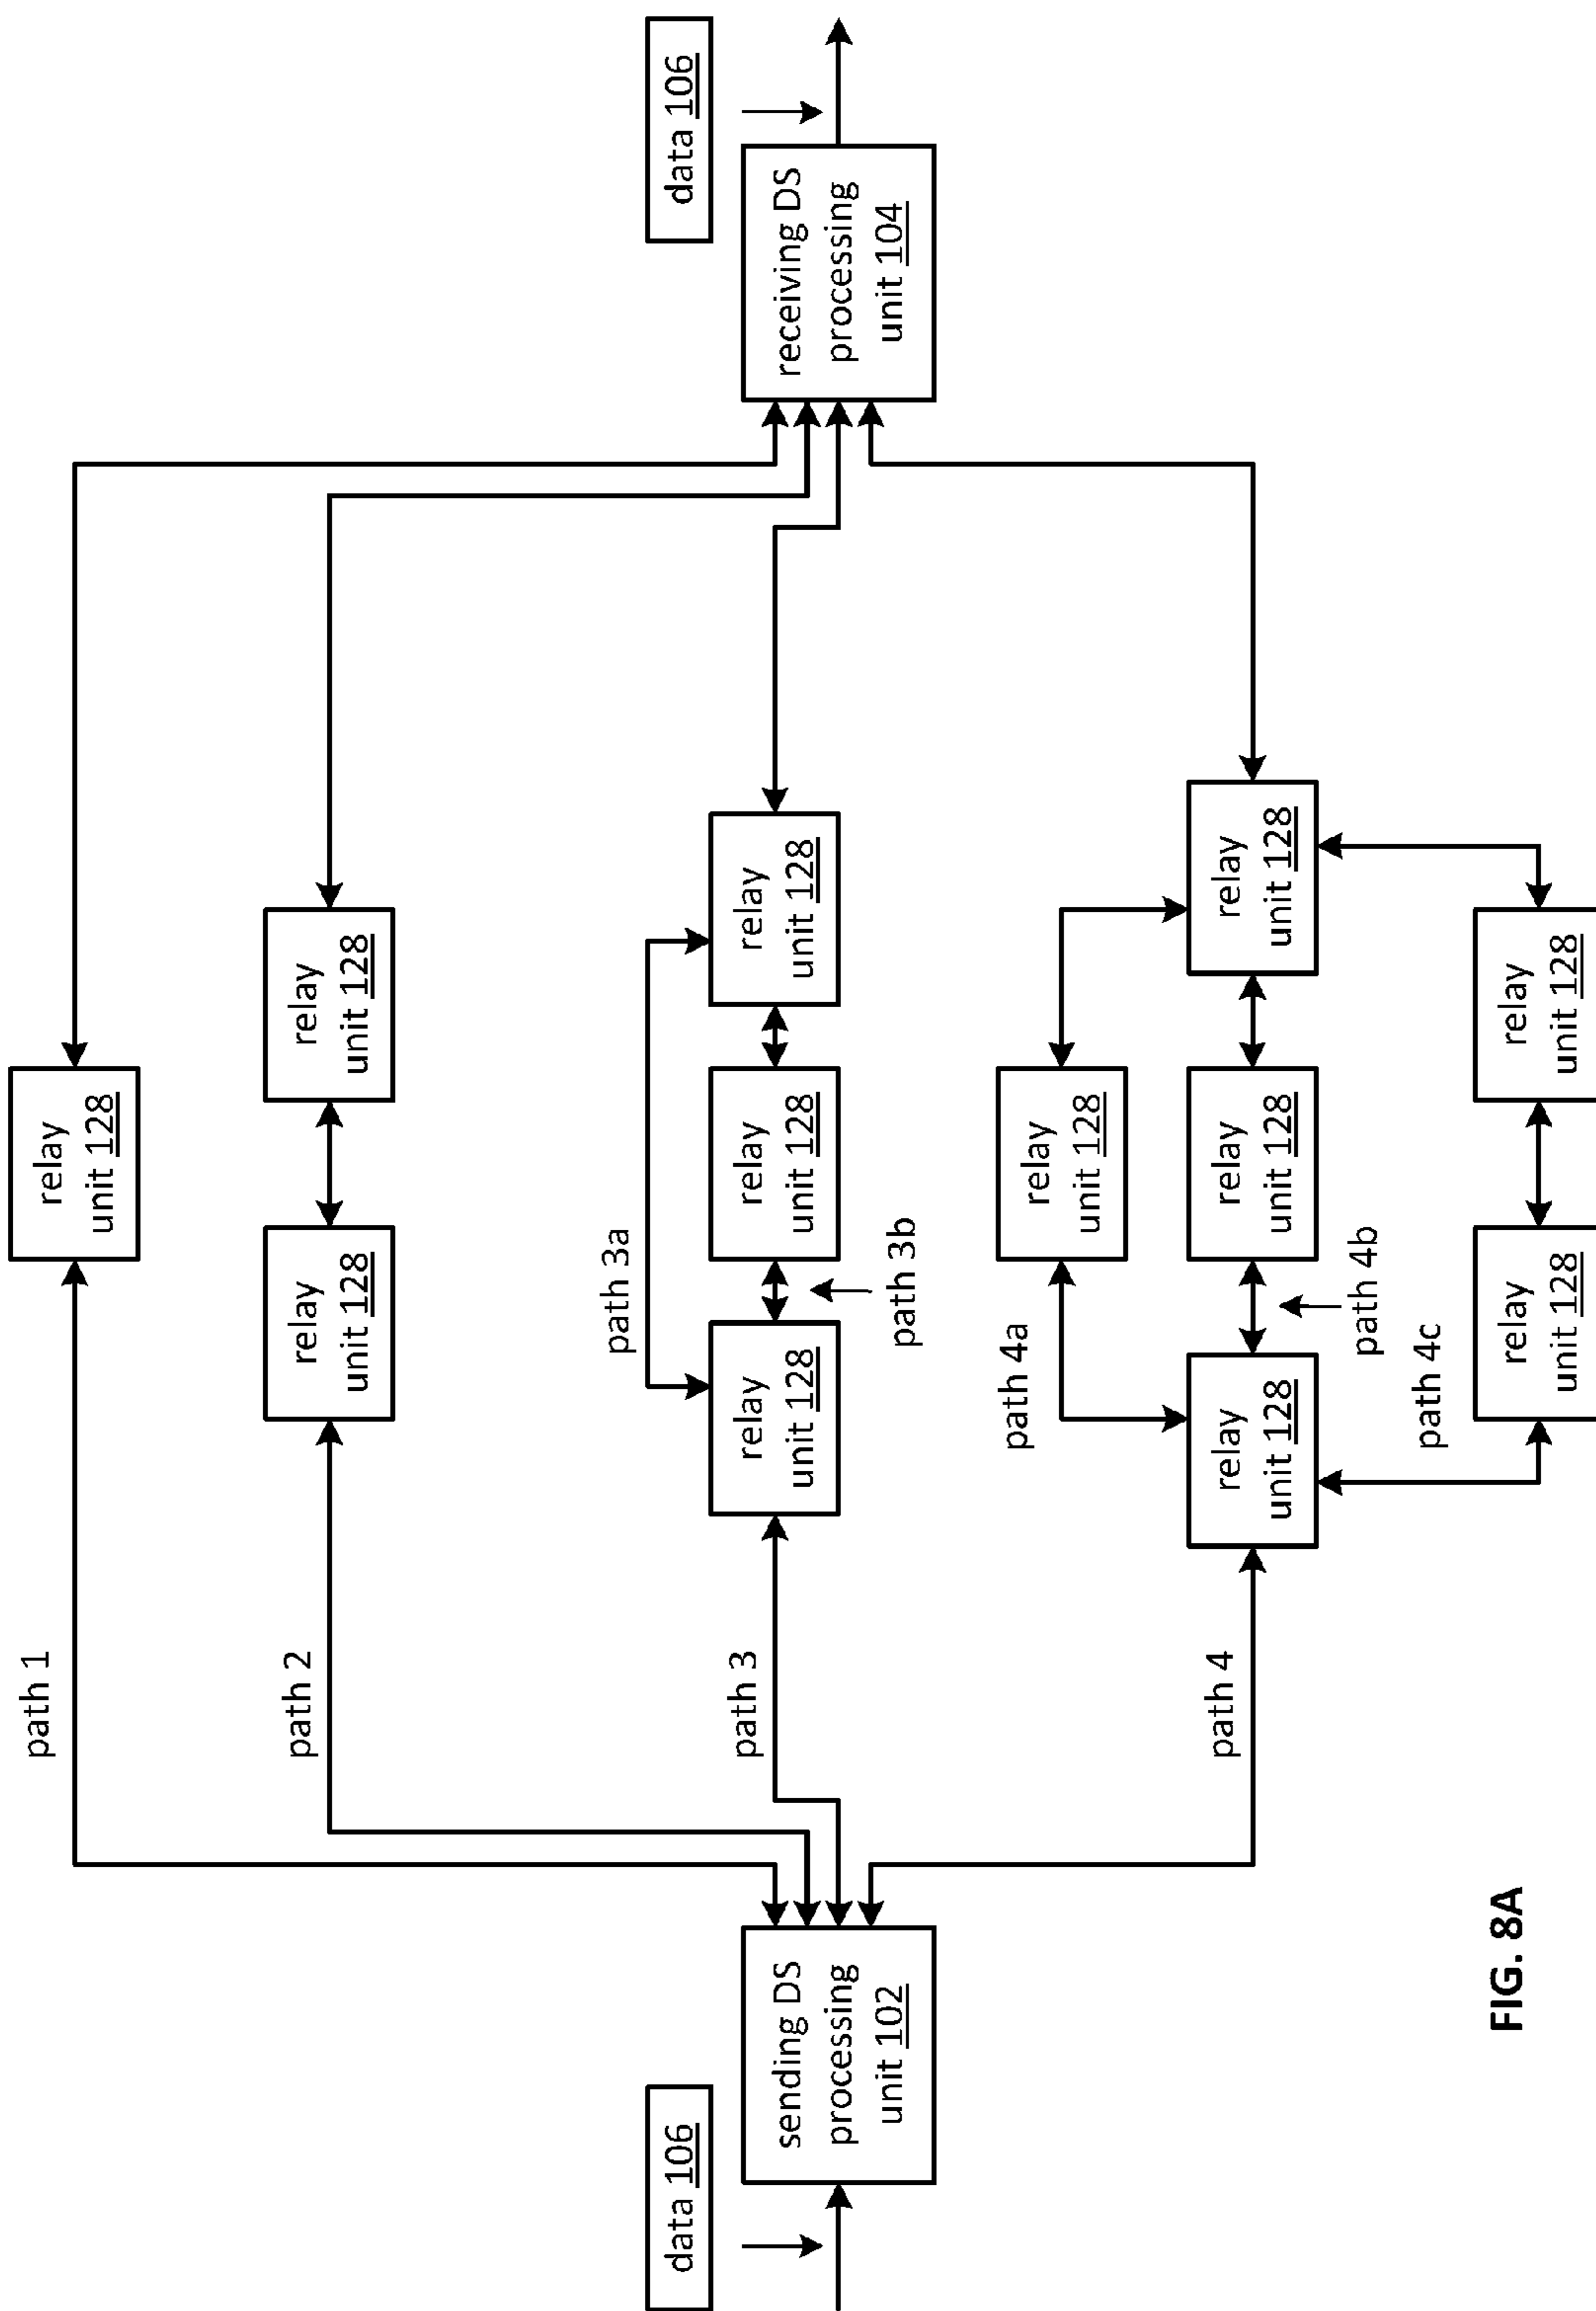 path 1
relay
unit 128
path 2
relay
unit 128
relay
unit 128
data 106
data 106
path 3a
sending DS
processing
unit 102
path 3
relay
unit 128
relay
unit 128
relay
unit 128
receiving DS
processing
unit 104
path 3b
path 4a
relay
unit 128
path 4
relay
unit 128
relay
unit 128
relay
unit 128
path 4b
path 4c
relay
unit 128
relay
unit 128
FIG. 8A